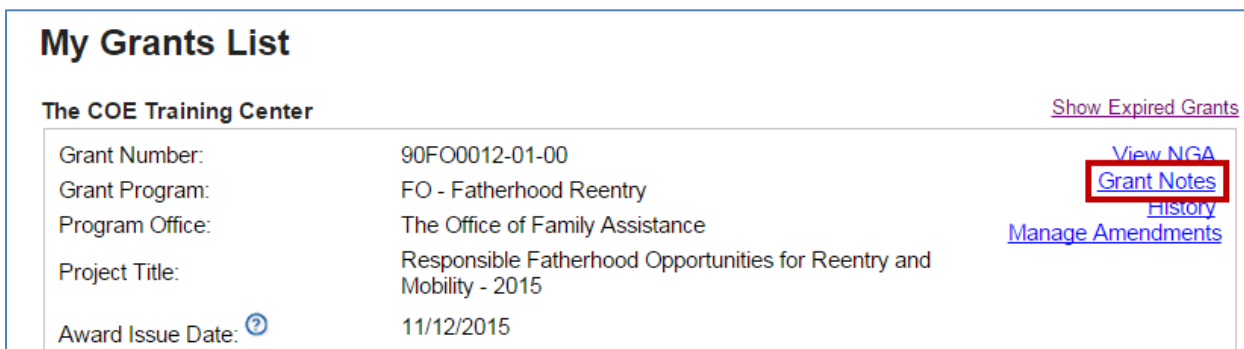 My Grants List
The COE Training Center
Show Expired Grants
Grant Number: 90FO0012-01-00 View NGA
Grant Program: FO - Fatherhood Reentry Grant Notes
Program Office: The Office of Family Assistance History
Manage Amendments
Project Title: Responsible Fatherhood Opportunities for Reentry and
Mobility - 2015
Award Issue Date: ? 11/12/2015